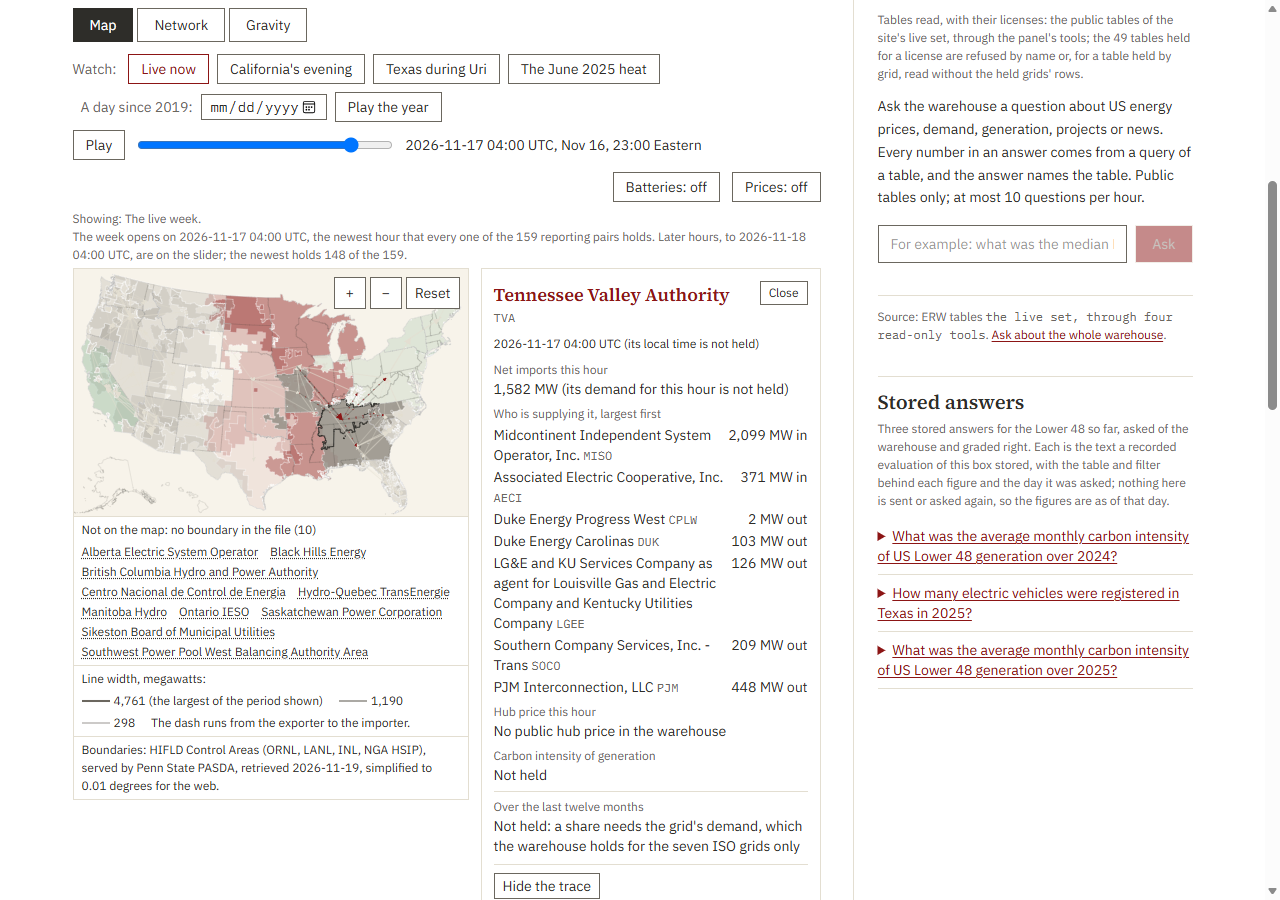 Map
Network
Gravity
Watch:
Live now
California's evening
Texas during Uri
The June 2025 heat
A day since 2019:
mm/dd/yyyy
Play the year
Play
2026-11-17 04:00 UTC, Nov 16, 23:00 Eastern
Batteries: off
Prices: off
Showing: The live week.
The week opens on 2026-11-17 04:00 UTC, the newest hour that every one of the 159 reporting pairs holds. Later hours, to 2026-11-18
04:00 UTC, are on the slider; the newest holds 148 of the 159.
+
−
Reset
Not on the map: no boundary in the file (10)
Alberta Electric System Operator Black Hills Energy
British Columbia Hydro and Power Authority
Centro Nacional de Control de Energia Hydro-Quebec TransEnergie
Manitoba Hydro Ontario IESO Saskatchewan Power Corporation
Sikeston Board of Municipal Utilities
Southwest Power Pool West Balancing Authority Area
Line width, megawatts:
4,761 (the largest of the period shown) 1,190
298 The dash runs from the exporter to the importer.
Boundaries: HIFLD Control Areas (ORNL, LANL, INL, NGA HSIP),
served by Penn State PASDA, retrieved 2026-11-19, simplified to
0.01 degrees for the web.
Tennessee Valley Authority
Close
TVA
2026-11-17 04:00 UTC (its local time is not held)
Net imports this hour
1,582 MW (its demand for this hour is not held)
Who is supplying it, largest first
Midcontinent Independent System 2,099 MW in
Operator, Inc. MISO
Associated Electric Cooperative, Inc. 371 MW in
AECI
Duke Energy Progress West CPLW 2 MW out
Duke Energy Carolinas DUK 103 MW out
LG&E and KU Services Company as 126 MW out
agent for Louisville Gas and Electric
Company and Kentucky Utilities
Company LGEE
Southern Company Services, Inc. - 209 MW out
Trans SOCO
PJM Interconnection, LLC PJM 448 MW out
Hub price this hour
No public hub price in the warehouse
Carbon intensity of generation
Not held
Over the last twelve months
Not held: a share needs the grid's demand, which
the warehouse holds for the seven ISO grids only
Hide the trace
Tables read, with their licenses: the public tables of the
site's live set, through the panel's tools; the 49 tables held
for a license are refused by name or, for a table held by
grid, read without the held grids' rows.
Ask the warehouse a question about US energy
prices, demand, generation, projects or news.
Every number in an answer comes from a query of
a table, and the answer names the table. Public
tables only; at most 10 questions per hour.
For example: what was the median
Ask
Source: ERW tables the live set, through four
read-only tools. Ask about the whole warehouse.
Stored answers
Three stored answers for the Lower 48 so far, asked of the
warehouse and graded right. Each is the text a recorded
evaluation of this box stored, with the table and filter
behind each figure and the day it was asked; nothing here
is sent or asked again, so the figures are as of that day.
What was the average monthly carbon intensity
of US Lower 48 generation over 2024?
How many electric vehicles were registered in
Texas in 2025?
What was the average monthly carbon intensity
of US Lower 48 generation over 2025?